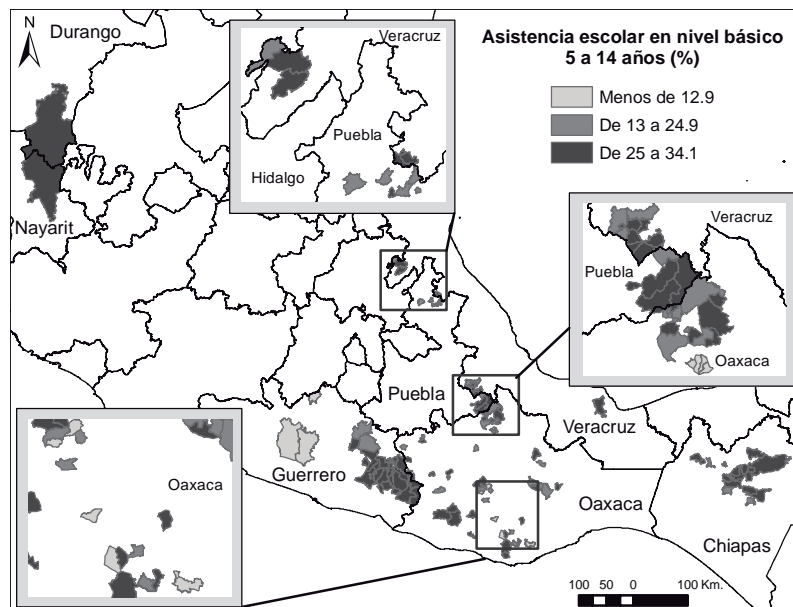 Asistencia escolar en nivel básico
5 a 14 años (%)
Menos de 12.9
De 13 a 24.9
De 25 a 34.1
N
Durango
Nayarit
Veracruz
Puebla
Hidalgo
Veracruz
Puebla
Oaxaca
Puebla
Veracruz
Guerrero
Oaxaca
Chiapas
Oaxaca
100 50 0 100 Km.